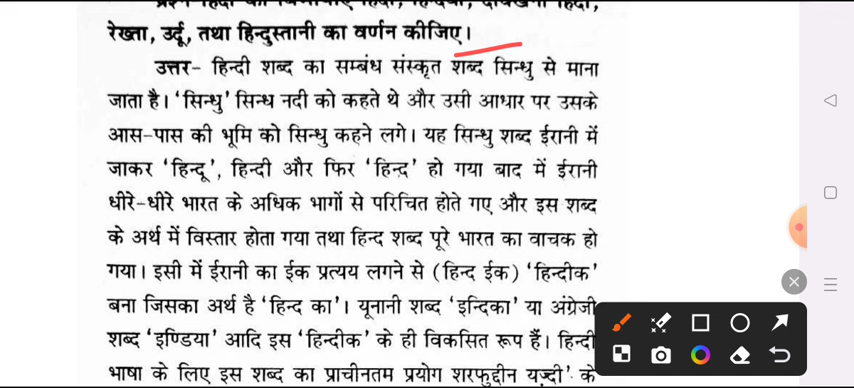 रेख्ता, उर्दू, तथा हिन्दुस्तानी का वर्णन कीजिए।
उत्तर- हिन्दी शब्द का सम्बंध संस्कृत शब्द सिन्धु से माना
जाता है। ‘सिन्धु’ सिन्ध नदी को कहते थे और उसी आधार पर उसके
आस-पास की भूमि को सिन्धु कहने लगे। यह सिन्धु शब्द ईरानी में
जाकर ‘हिन्दू’, हिन्दी और फिर ‘हिन्द’ हो गया बाद में ईरानी
धीरे-धीरे भारत के अधिक भागों से परिचित होते गए और इस शब्द
के अर्थ में विस्तार होता गया तथा हिन्द शब्द पूरे भारत का वाचक हो
गया। इसी में ईरानी का ईक प्रत्यय लगने से (हिन्द ईक) ‘हिन्दीक’
बना जिसका अर्थ है ‘हिन्द का’। यूनानी शब्द ‘इन्दिका’ या अंग्रेजी
शब्द ‘इण्डिया’ आदि इस ‘हिन्दीक’ के ही विकसित रूप हैं। हिन्दी
भाषा के लिए इस शब्द का प्राचीनतम प्रयोग शरफुद्दीन यज़्दी’ के